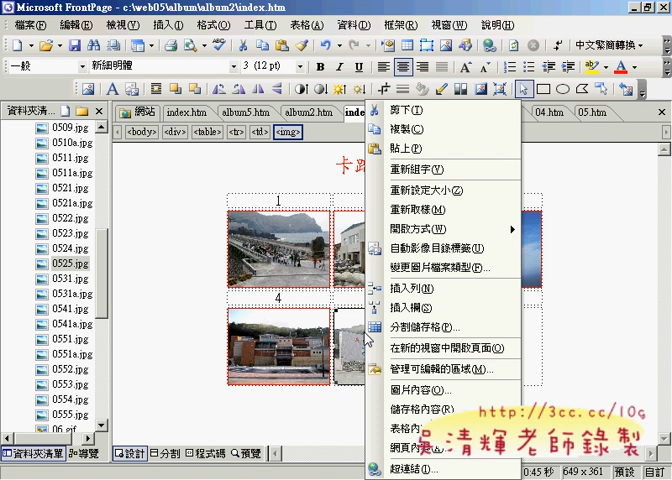 Microsoft FrontPage - c:\web05\album\album2\index.htm
檔案(F) 編輯(E) 檢視(V) 插入(I) 格式(O) 工具(T) 表格(A) 資料(D) 框架(R) 視窗(W) 說明(H)
中文繁簡轉換
一般 新細明體 3 (12 pt) B I U
資料夾清 網站 index.htm album5.htm album2.htm inde 04.htm 05.htm
<body> <div> <table> <tr> <td> <img>
0509.jpg
0510a.jpg
0511.jpg
0511a.jpg
0521.jpg
0521a.jpg
0522.jpg
0523.jpg
0524.jpg
0525.jpg
0531.jpg
0531a.jpg
0541.jpg
0541a.jpg
0551.jpg
0551a.jpg
0552.jpg
0553.jpg
0554.jpg
0555.jpg
06.gif
1
4
剪下(T)
複製(C)
貼上(P)
重新組字(V)
重新設定大小(Z)
重新取樣(M)
開啟方式(W)
自動影像目錄標籤(U)
變更圖片檔案類型(F)...
插入列(N)
插入欄(S)
分割儲存格(P)...
在新的視窗中開啟頁面(O)
管理可編輯的區域(M)...
圖片內容(O)...
儲存格內容(R)
表格內
網頁內
超連結(I)...
http://3cc.cc/10g
吳清輝老師錄製
資料夾清單 導覽 設計 分割 程式碼 預覽
0:45 秒 649 x 361 預設 自訂